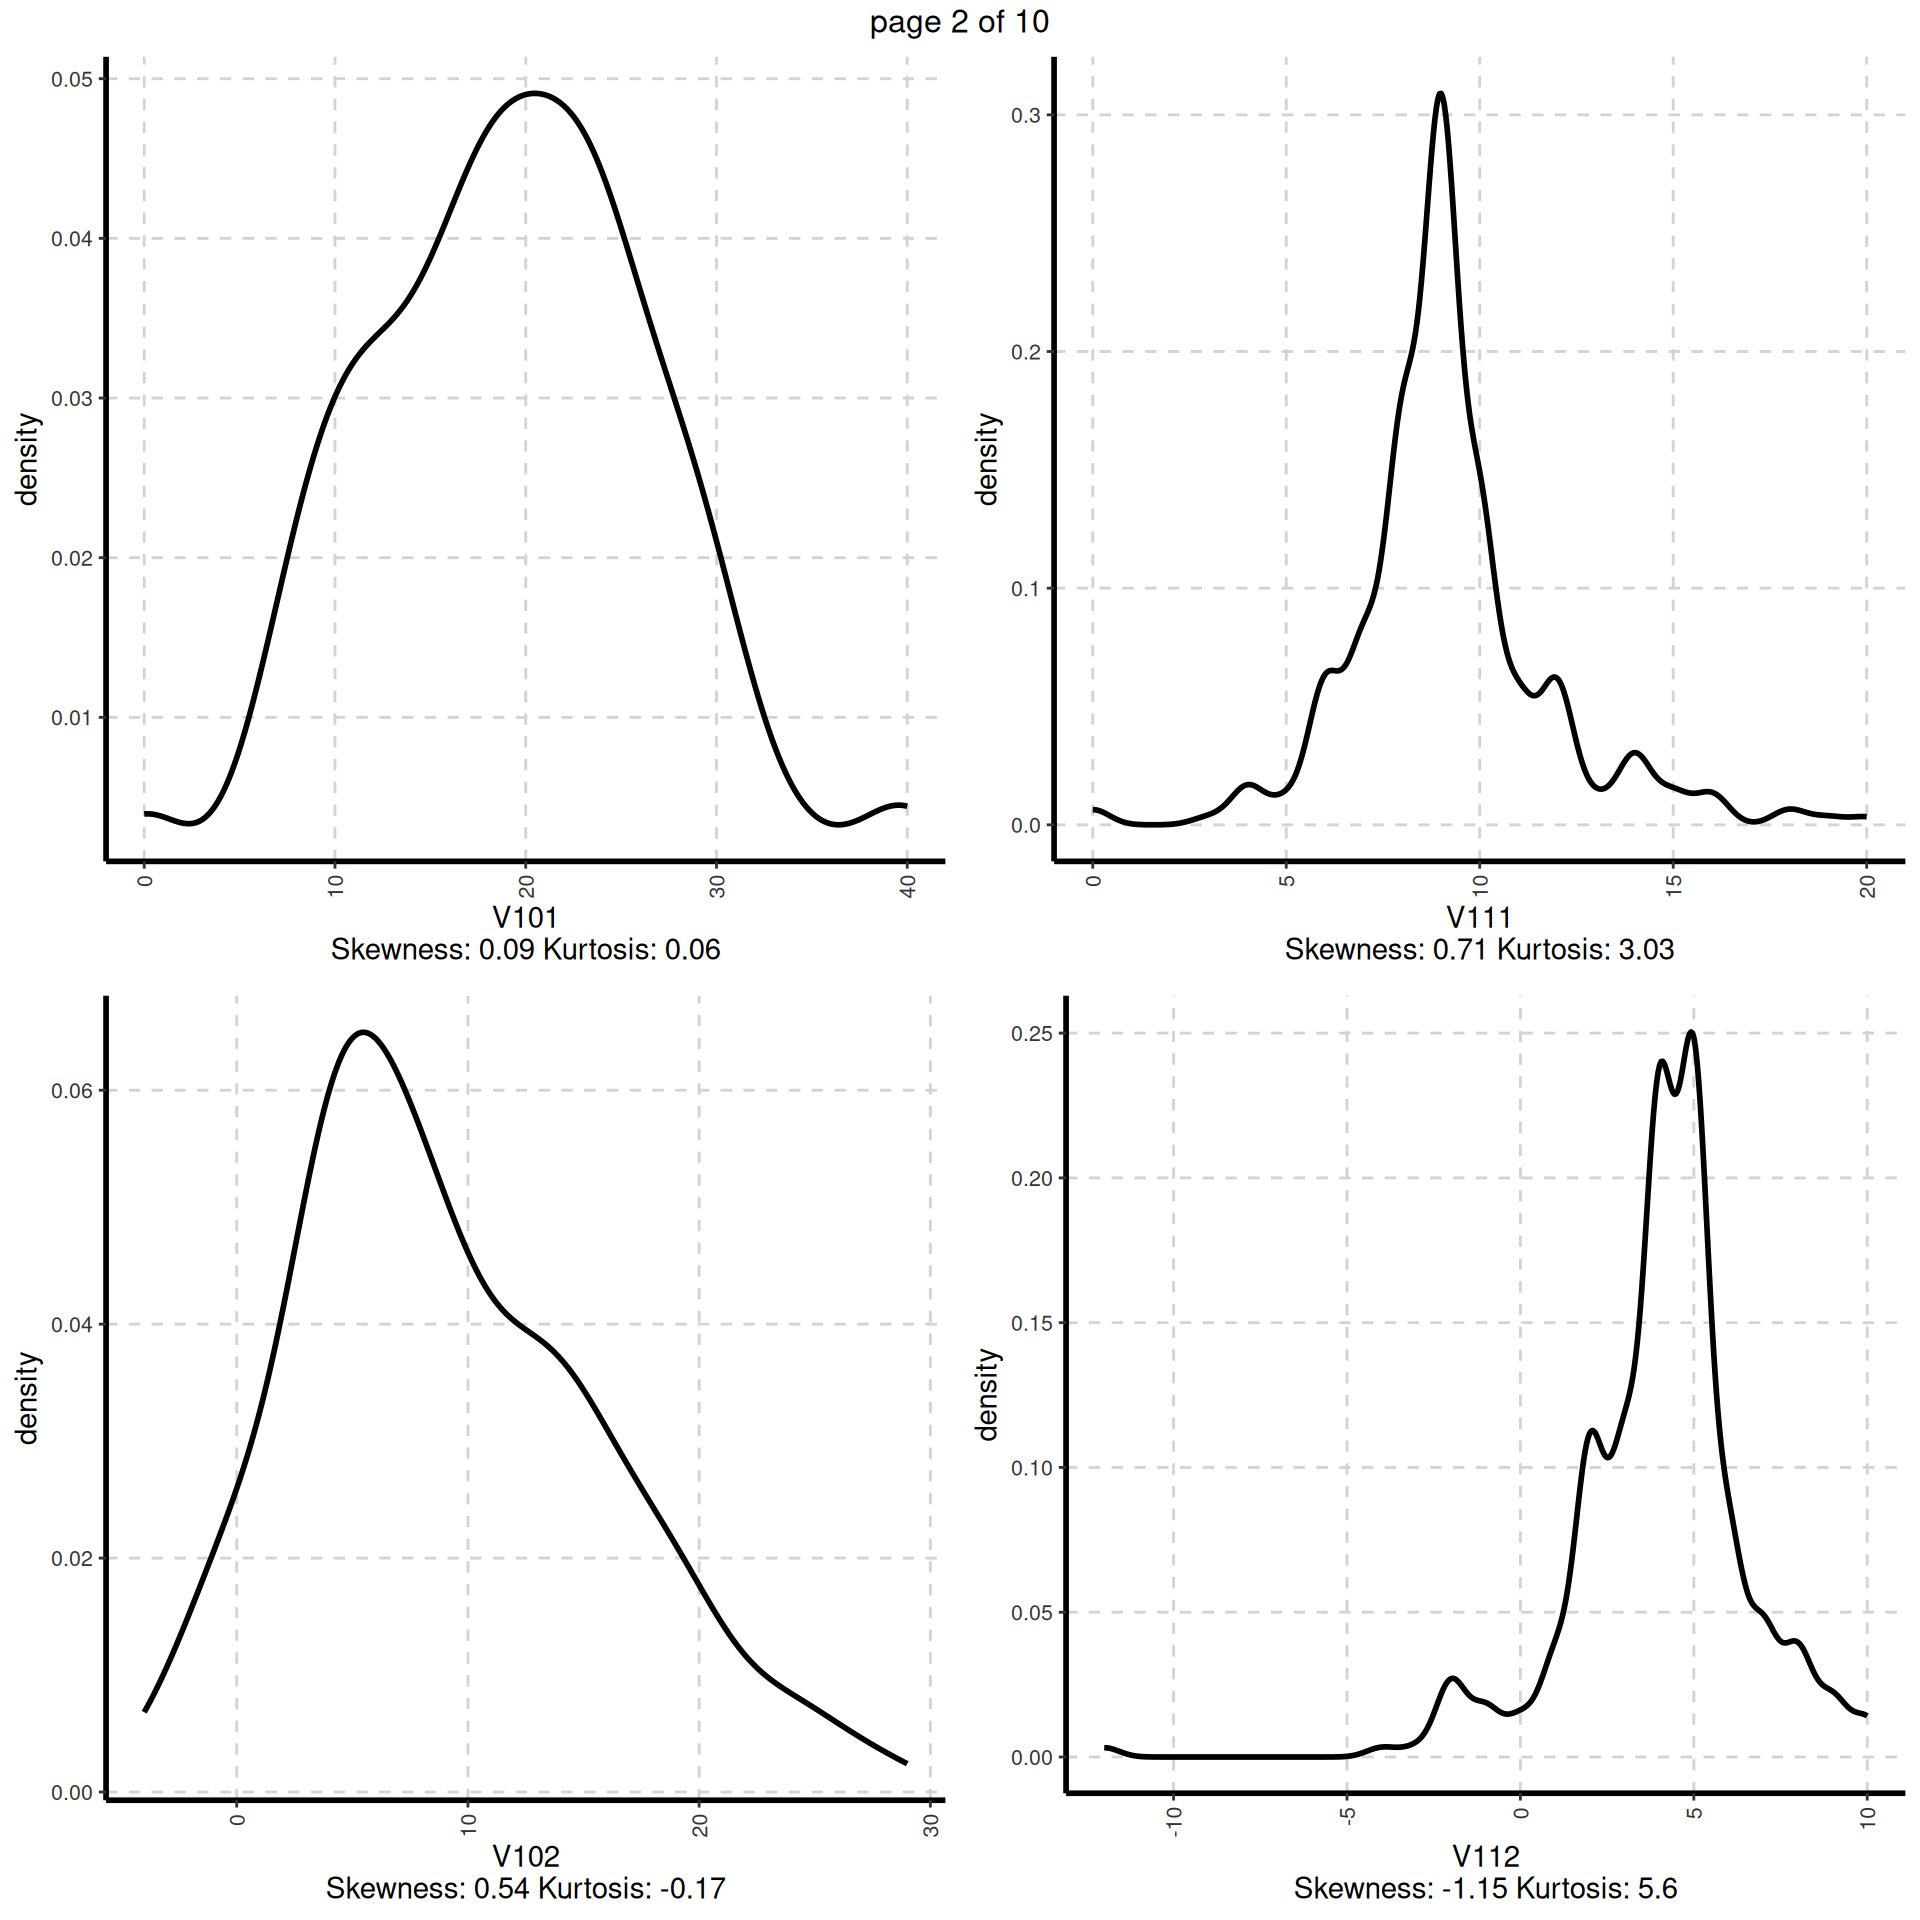 page 2 of 10
0.05
0.04
0.03
0.02
0.01
density
0 10 20 30 40
V101
Skewness: 0.09 Kurtosis: 0.06
0.3
0.2
0.1
0.0
density
0 5 10 15 20
V111
Skewness: 0.71 Kurtosis: 3.03
0.06
0.04
0.02
0.00
density
0 10 20 30
V102
Skewness: 0.54 Kurtosis: -0.17
0.25
0.20
0.15
0.10
0.05
0.00
density
-10 -5 0 5 10
V112
Skewness: -1.15 Kurtosis: 5.6